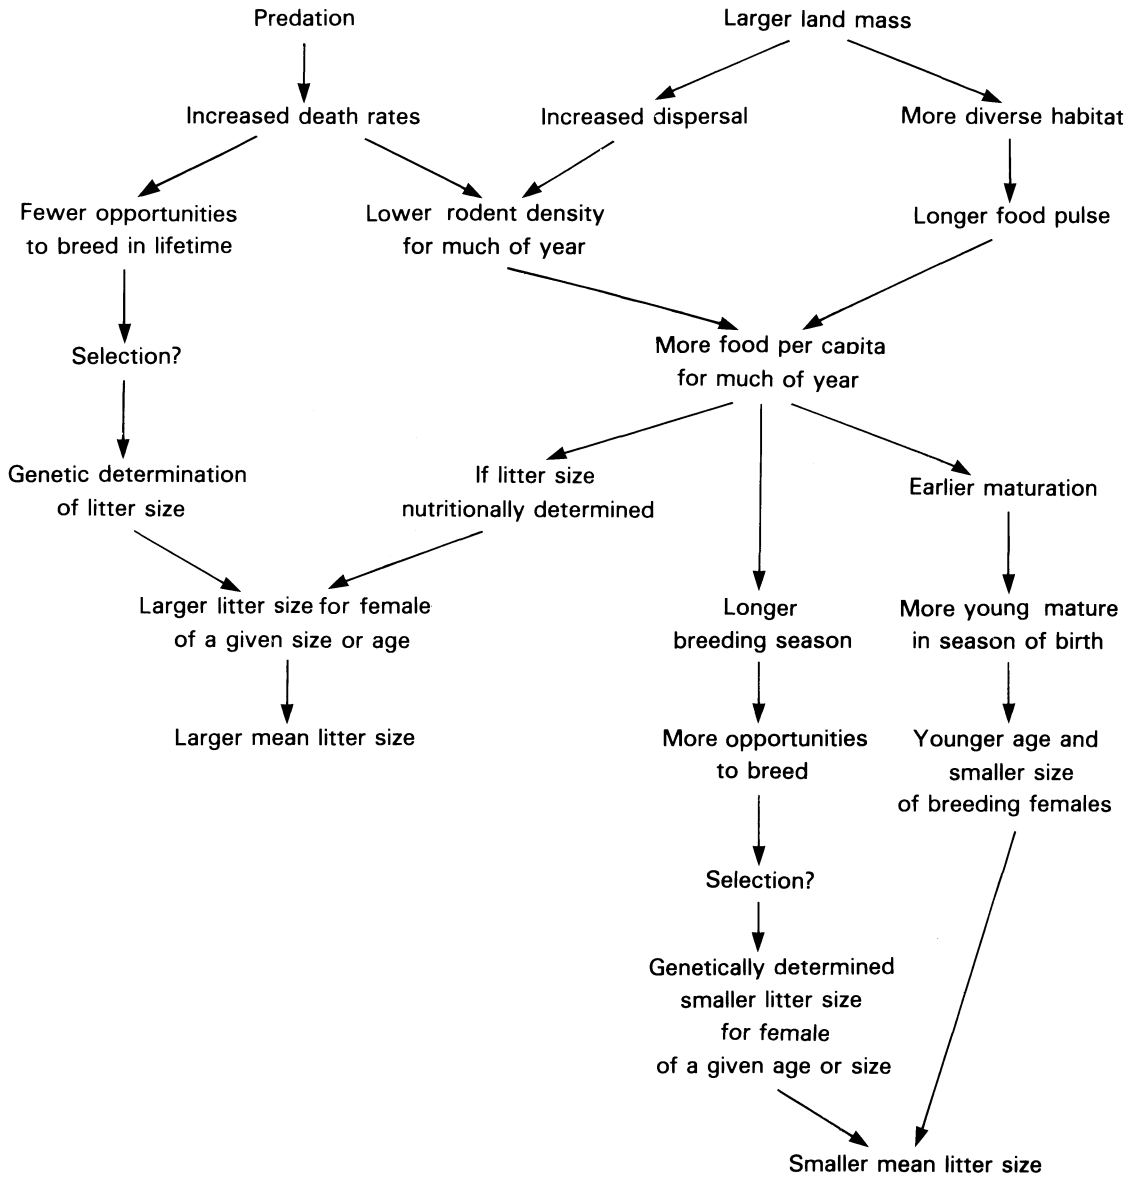 Predation
Larger land mass
Increased death rates
Increased dispersal
More diverse habitat
Fewer opportunities
to breed in lifetime
Lower rodent density
for much of year
Longer food pulse
Selection?
More food per capita
for much of year
Genetic determination
of litter size
If litter size
nutritionally determined
Earlier maturation
Larger litter size for female
of a given size or age
Longer
breeding season
More young mature
in season of birth
Larger mean litter size
More opportunities
to breed
Younger age and
smaller size
of breeding females
Selection?
Genetically determined
smaller litter size
for female
of a given age or size
Smaller mean litter size